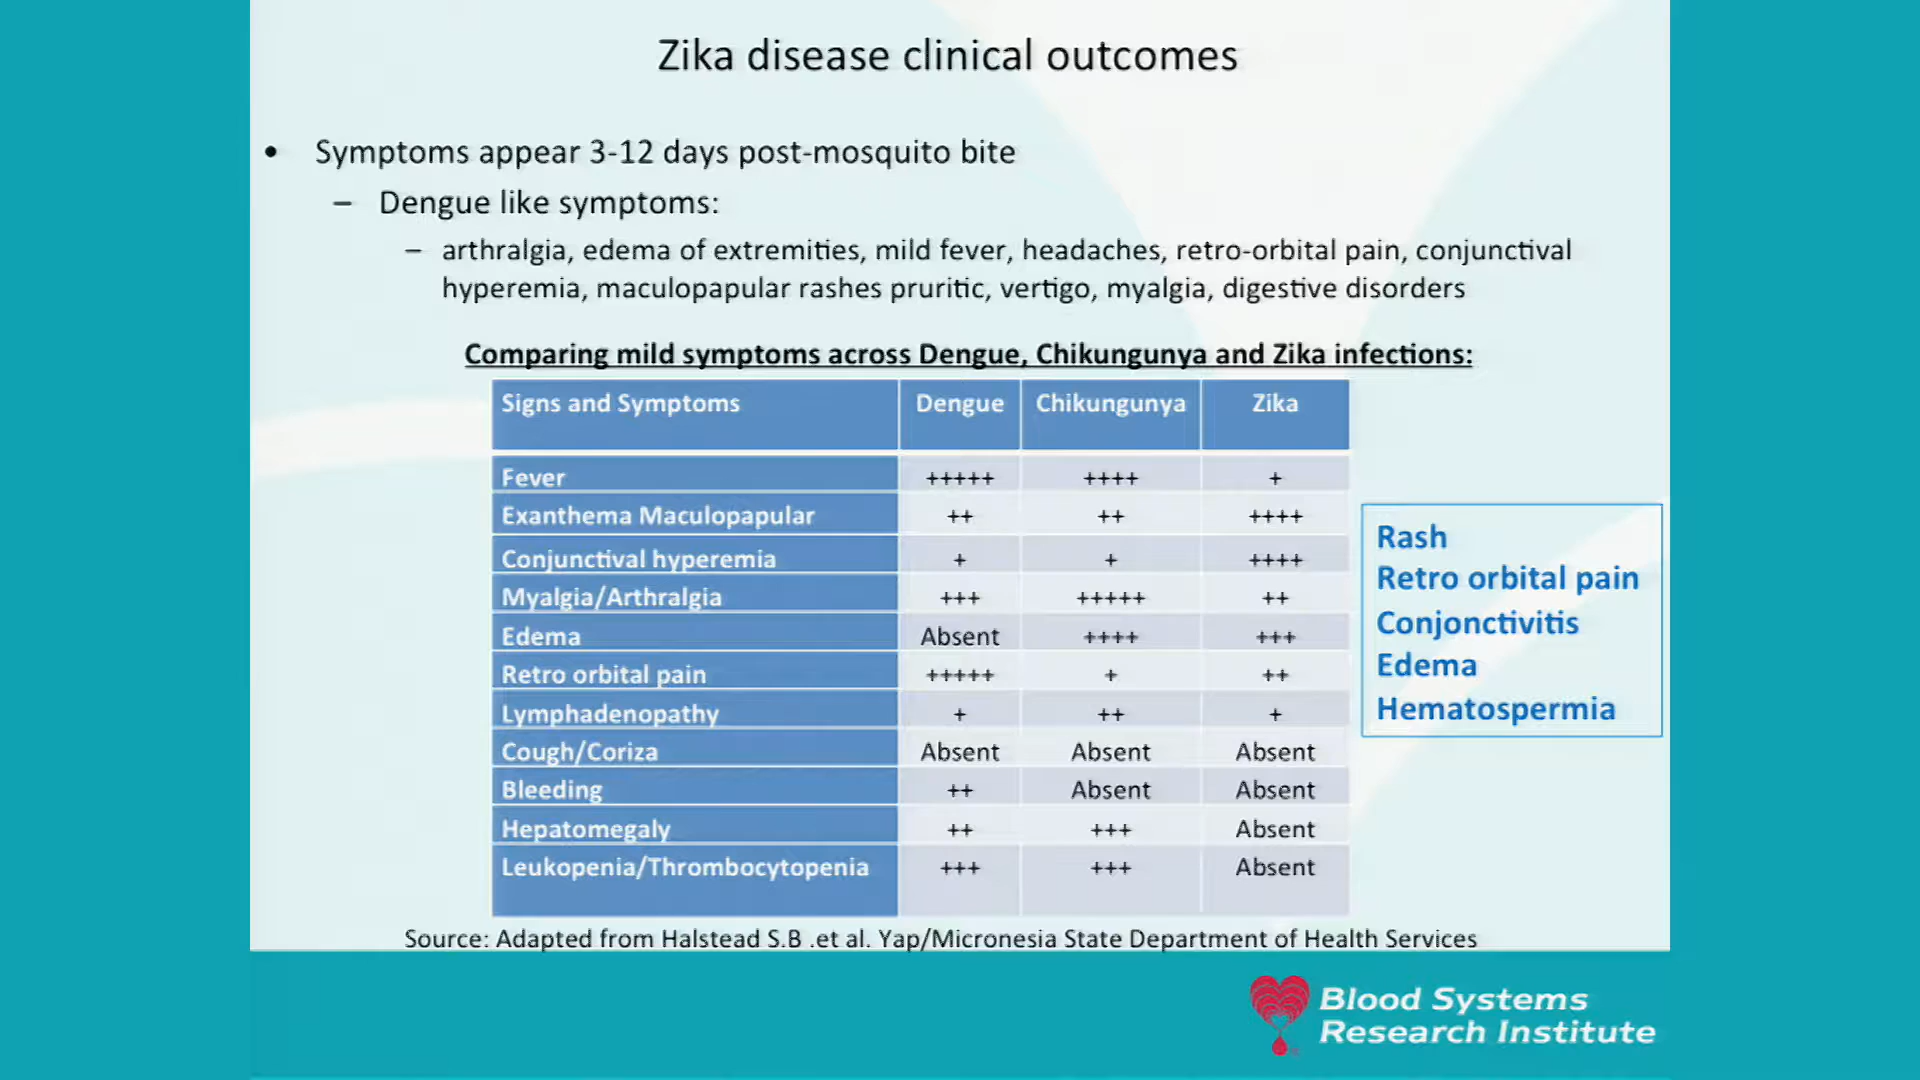 Zika disease clinical outcomes
• Symptoms appear 3-12 days post-mosquito bite
– Dengue like symptoms:
– arthralgia, edema of extremities, mild fever, headaches, retro-orbital pain, conjunctival
hyperemia, maculopapular rashes pruritic, vertigo, myalgia, digestive disorders
Comparing mild symptoms across Dengue, Chikungunya and Zika infections:
Signs and Symptoms Dengue Chikungunya Zika
Fever +++++ ++++ +
Exanthema Maculopapular ++ ++ ++++
Conjunctival hyperemia + + ++++
Myalgia/Arthralgia +++ +++++ ++
Edema Absent ++++ +++
Retro orbital pain +++++ + ++
Lymphadenopathy + ++ +
Cough/Coriza Absent Absent Absent
Bleeding ++ Absent Absent
Hepatomegaly ++ +++ Absent
Leukopenia/Thrombocytopenia +++ +++ Absent
Rash
Retro orbital pain
Conjonctivitis
Edema
Hematospermia
Source: Adapted from Halstead S.B .et al. Yap/Micronesia State Department of Health Services
Blood Systems
Research Institute